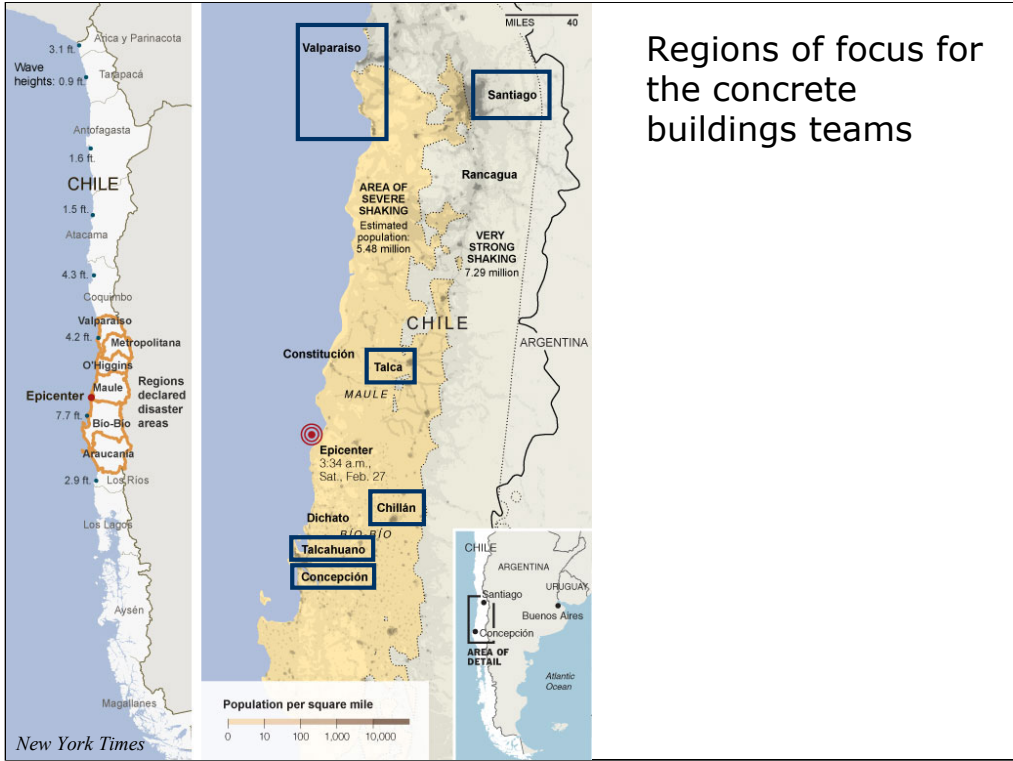 Regions of focus for
the concrete
buildings teams
Arica y Parinacota
3.1 ft.
Wave
heights: 0.9 ft.
Tarapacá
Antofagasta
1.6 ft.
CHILE
1.5 ft.
Atacama
4.3 ft.
Coquimbo
Valparaíso
4.2 ft.
Metropolitana
O'Higgins
Maule
Regions
declared
disaster
areas
Epicenter
7.7 ft.
Bío-Bío
Araucanía
2.9 ft.
Los Ríos
Los Lagos
Aysén
Magallanes
New York Times
MILES 40
Valparaíso
Santiago
Rancagua
AREA OF
SEVERE
SHAKING
Estimated
population:
5.48 million
VERY
STRONG
SHAKING
7.29 million
CHILE
ARGENTINA
Constitución
Talca
MAULE
Epicenter
3:34 a.m.,
Sat., Feb. 27
Chillán
Dichato
BÍO-BÍO
Talcahuano
Concepción
Population per square mile
0 10 100 1,000 10,000
CHILE
ARGENTINA
URUGUAY
Santiago
Buenos Aires
Concepción
AREA OF
DETAIL
Atlantic
Ocean